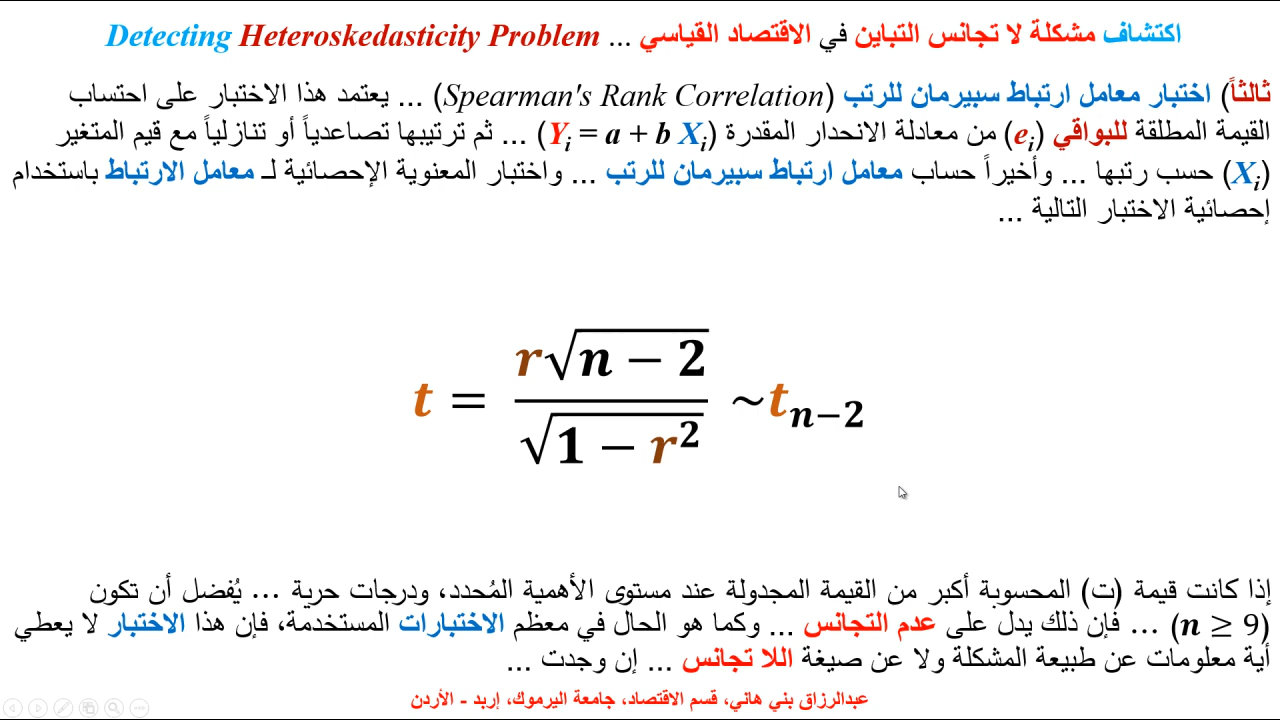 اكتشاف مشكلة لا تجانس التباين في الاقتصاد القياسي ... Detecting Heteroskedasticity Problem
ثالثاً) اختبار معامل ارتباط سبيرمان للرتب (Spearman's Rank Correlation) ... يعتمد هذا الاختبار على احتساب
القيمة المطلقة للبواقي (eᵢ) من معادلة الانحدار المقدرة (Yᵢ = a + b Xᵢ) ... ثم ترتيبها تصاعدياً أو تنازلياً مع قيم المتغير
(Xᵢ) حسب رتبها ... وأخيراً حساب معامل ارتباط سبيرمان للرتب ... واختبار المعنوية الإحصائية لـ معامل الارتباط باستخدام
إحصائية الاختبار التالية ...
t = r√(n − 2) / √(1 − r²) ~ t_{n−2}
إذا كانت قيمة (ت) المحسوبة أكبر من القيمة المجدولة عند مستوى الأهمية المُحدد، ودرجات حرية ... يُفضل أن تكون
(n ≥ 9) ... فإن ذلك يدل على عدم التجانس ... وكما هو الحال في معظم الاختبارات المستخدمة، فإن هذا الاختبار لا يعطي
أية معلومات عن طبيعة المشكلة ولا عن صيغة اللا تجانس ... إن وجدت ...
عبدالرزاق بني هاني، قسم الاقتصاد، جامعة اليرموك، إربد - الأردن